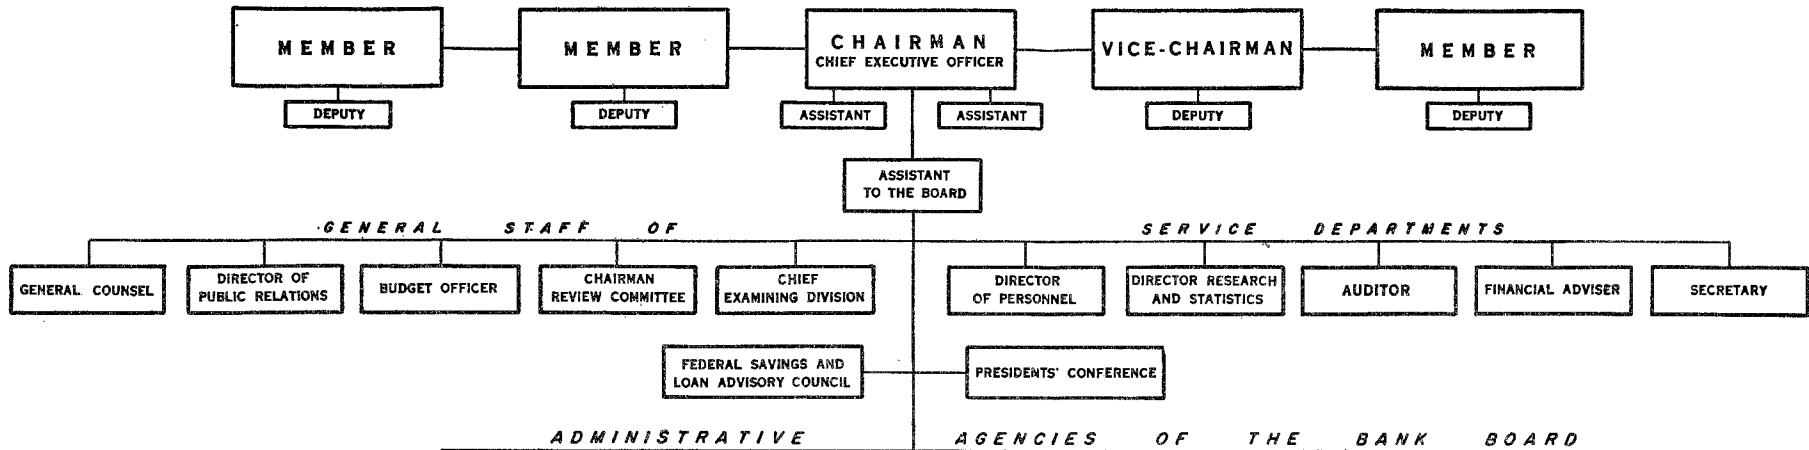 MEMBER
MEMBER
CHAIRMAN
CHIEF EXECUTIVE OFFICER
VICE-CHAIRMAN
MEMBER
DEPUTY
DEPUTY
ASSISTANT
ASSISTANT
DEPUTY
DEPUTY
ASSISTANT
TO THE BOARD
GENERAL STAFF OF SERVICE DEPARTMENTS
GENERAL COUNSEL
DIRECTOR OF
PUBLIC RELATIONS
BUDGET OFFICER
CHAIRMAN
REVIEW COMMITTEE
CHIEF
EXAMINING DIVISION
DIRECTOR
OF PERSONNEL
DIRECTOR RESEARCH
AND STATISTICS
AUDITOR
FINANCIAL ADVISER
SECRETARY
FEDERAL SAVINGS AND
LOAN ADVISORY COUNCIL
PRESIDENTS' CONFERENCE
ADMINISTRATIVE AGENCIES OF THE BANK BOARD